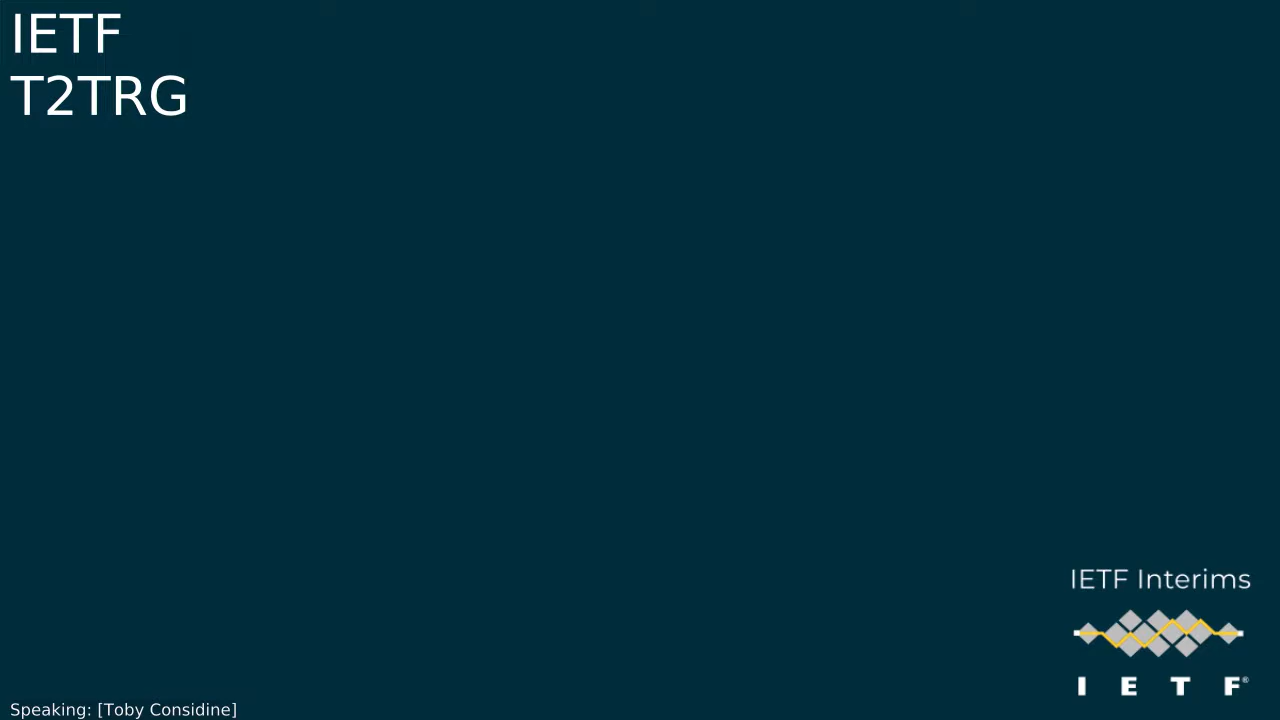 IETF
T2TRG
IETF Interims
I E T F®
Speaking: [Toby Considine]